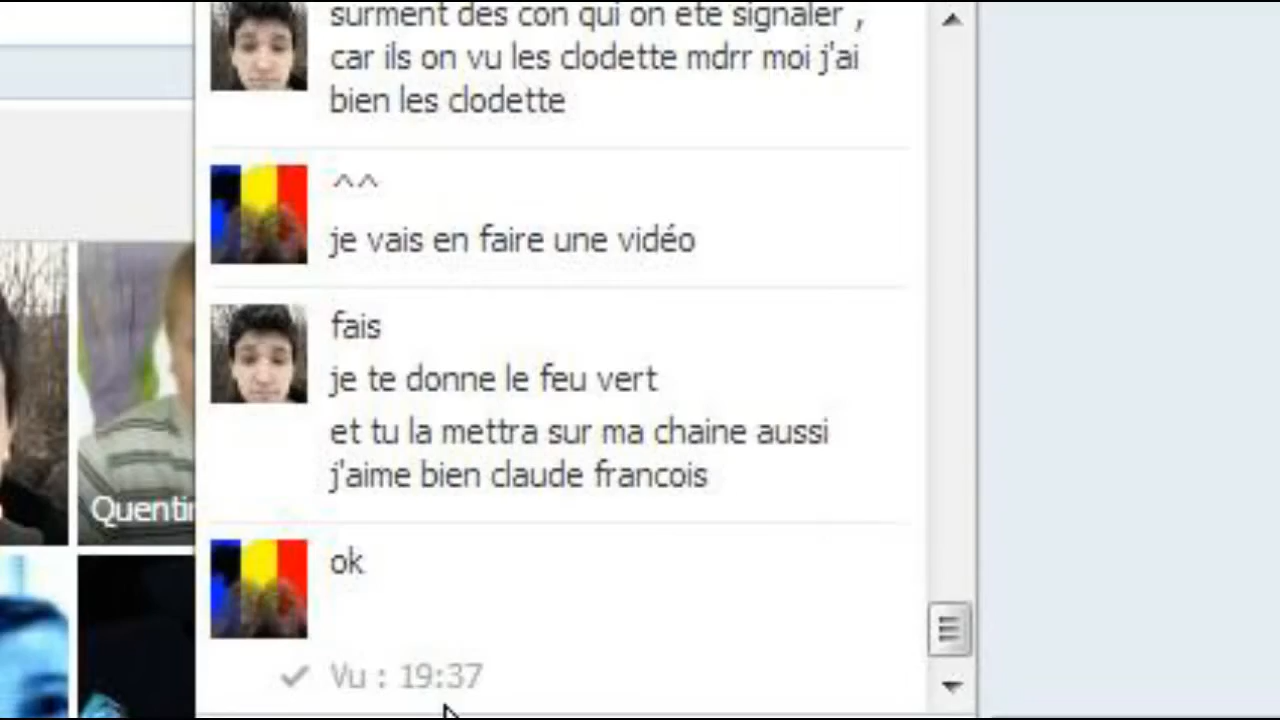 surment des con qui on ete signaler ,
car ils on vu les clodette mdrr moi j'ai
bien les clodette
^^
je vais en faire une vidéo
fais
je te donne le feu vert
et tu la mettra sur ma chaine aussi
j'aime bien claude francois
ok
Vu : 19:37